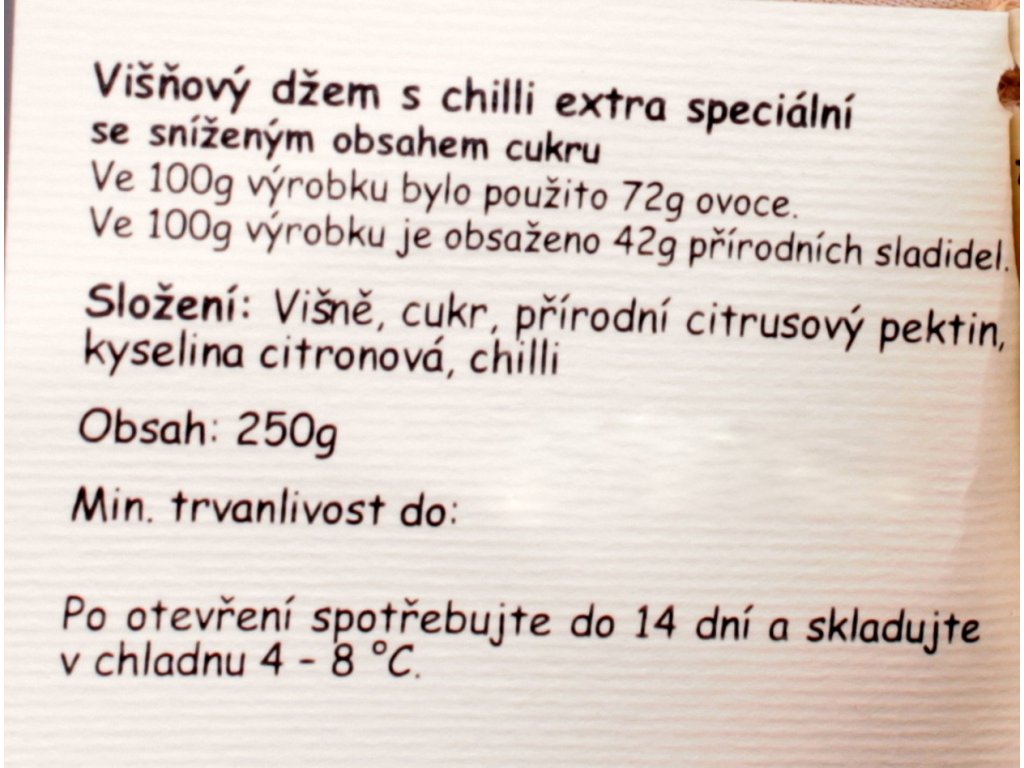 Višňový džem s chilli extra speciální
se sníženým obsahem cukru
Ve 100g výrobku bylo použito 72g ovoce.
Ve 100g výrobku je obsaženo 42g přírodních sladidel.
Složení: Višně, cukr, přírodní citrusový pektin,
kyselina citronová, chilli
Obsah: 250g
Min. trvanlivost do:
Po otevření spotřebujte do 14 dní a skladujte
v chladnu 4 - 8 °C.